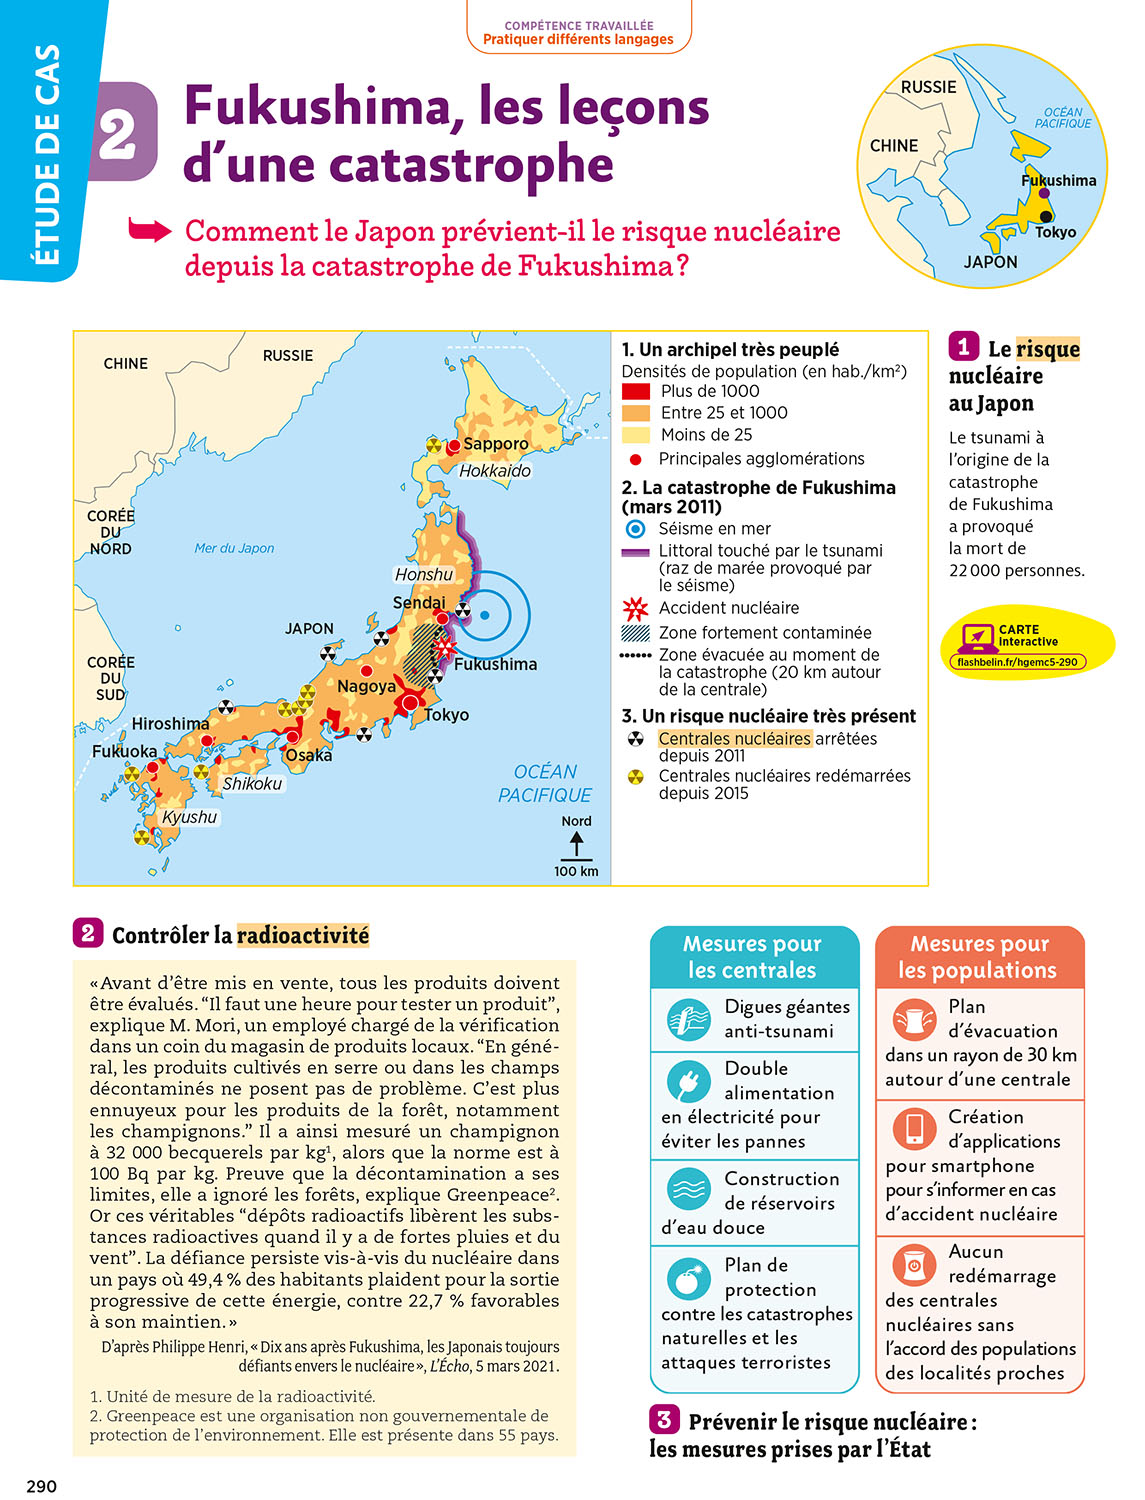 COMPÉTENCE TRAVAILLÉE
Pratiquer différents langages
ÉTUDE DE CAS
2
Fukushima, les leçons
d’une catastrophe
Comment le Japon prévient-il le risque nucléaire
depuis la catastrophe de Fukushima ?
RUSSIE
OCÉAN
PACIFIQUE
CHINE
Fukushima
Tokyo
JAPON
CHINE
RUSSIE
Sapporo
Hokkaido
CORÉE
DU
NORD
Mer du Japon
Honshu
Sendai
JAPON
CORÉE
DU
SUD
Fukushima
Nagoya
Tokyo
Hiroshima
Fukuoka
Osaka
Shikoku
Kyushu
OCÉAN
PACIFIQUE
Nord
100 km
1. Un archipel très peuplé
Densités de population (en hab./km²)
Plus de 1000
Entre 25 et 1000
Moins de 25
Principales agglomérations
2. La catastrophe de Fukushima
(mars 2011)
Séisme en mer
Littoral touché par le tsunami
(raz de marée provoqué par
le séisme)
Accident nucléaire
Zone fortement contaminée
Zone évacuée au moment de
la catastrophe (20 km autour
de la centrale)
3. Un risque nucléaire très présent
Centrales nucléaires arrêtées
depuis 2011
Centrales nucléaires redémarrées
depuis 2015
1 Le risque
nucléaire
au Japon
Le tsunami à
l’origine de la
catastrophe
de Fukushima
a provoqué
la mort de
22 000 personnes.
CARTE
Interactive
flashbelin.fr/hgemc5-290
2 Contrôler la radioactivité
« Avant d’être mis en vente, tous les produits doivent
être évalués. “Il faut une heure pour tester un produit”,
explique M. Mori, un employé chargé de la vérification
dans un coin du magasin de produits locaux. “En géné-
ral, les produits cultivés en serre ou dans les champs
décontaminés ne posent pas de problème. C’est plus
ennuyeux pour les produits de la forêt, notamment
les champignons.” Il a ainsi mesuré un champignon
à 32 000 becquerels par kg¹, alors que la norme est à
100 Bq par kg. Preuve que la décontamination a ses
limites, elle a ignoré les forêts, explique Greenpeace².
Or ces véritables “dépôts radioactifs libèrent les subs-
tances radioactives quand il y a de fortes pluies et du
vent”. La défiance persiste vis-à-vis du nucléaire dans
un pays où 49,4 % des habitants plaident pour la sortie
progressive de cette énergie, contre 22,7 % favorables
à son maintien. »
D’après Philippe Henri, « Dix ans après Fukushima, les Japonais toujours
défiants envers le nucléaire », L’Écho, 5 mars 2021.
1. Unité de mesure de la radioactivité.
2. Greenpeace est une organisation non gouvernementale de
protection de l’environnement. Elle est présente dans 55 pays.
Mesures pour
les centrales
Digues géantes
anti-tsunami
Double
alimentation
en électricité pour
éviter les pannes
Construction
de réservoirs
d’eau douce
Plan de
protection
contre les catastrophes
naturelles et les
attaques terroristes
Mesures pour
les populations
Plan
d’évacuation
dans un rayon de 30 km
autour d’une centrale
Création
d’applications
pour smartphone
pour s’informer en cas
d’accident nucléaire
Aucun
redémarrage
des centrales
nucléaires sans
l’accord des populations
des localités proches
3 Prévenir le risque nucléaire :
les mesures prises par l’État
290